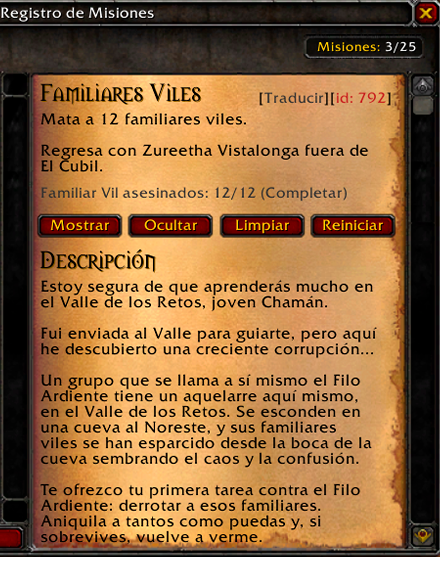 Registro de Misiones
Misiones: 3/25
Familiares Viles
[Traducir][id: 792]
Mata a 12 familiares viles.
Regresa con Zureetha Vistalonga fuera de
El Cubil.
Familiar Vil asesinados: 12/12 (Completar)
Mostrar Ocultar Limpiar Reiniciar
Descripción
Estoy segura de que aprenderás mucho en
el Valle de los Retos, joven Chamán.
Fui enviada al Valle para guiarte, pero aquí
he descubierto una creciente corrupción...
Un grupo que se llama a sí mismo el Filo
Ardiente tiene un aquelarre aquí mismo,
en el Valle de los Retos. Se esconden en
una cueva al Noreste, y sus familiares
viles se han esparcido desde la boca de la
cueva sembrando el caos y la confusión.
Te ofrezco tu primera tarea contra el Filo
Ardiente: derrotar a esos familiares.
Aniquila a tantos como puedas y, si
sobrevives, vuelve a verme.